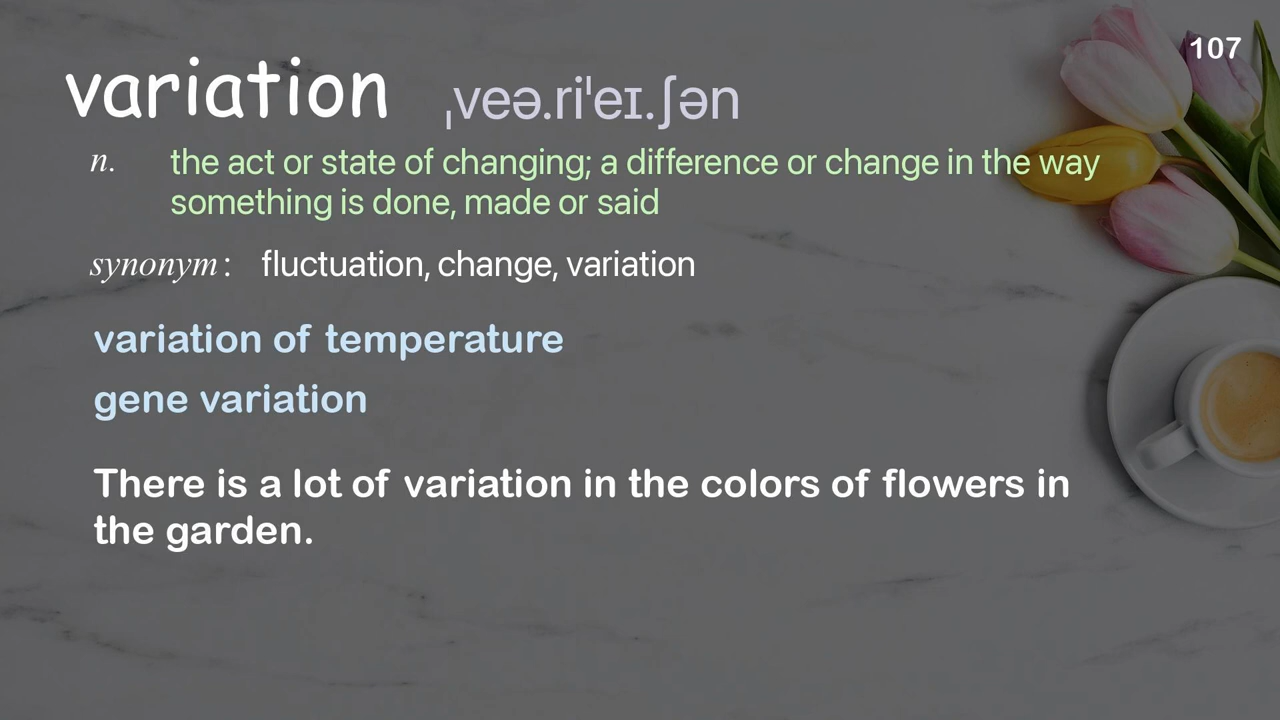 107
variation ˌveə.riˈeɪ.ʃən
n. the act or state of changing; a difference or change in the way
something is done, made or said
synonym: fluctuation, change, variation
variation of temperature
gene variation
There is a lot of variation in the colors of flowers in
the garden.